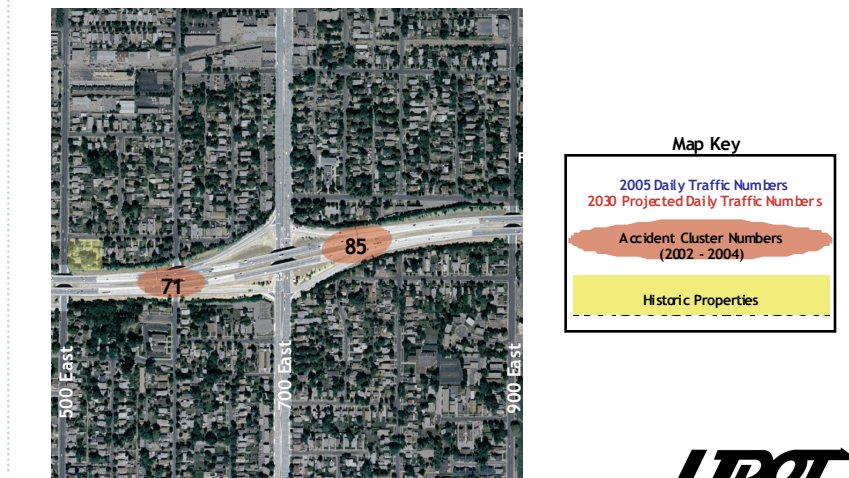 85
71
500 East
700 East
900 East
Map Key
2005 Daily Traffic Numbers
2030 Projected Daily Traffic Numbers
Accident Cluster Numbers
(2002 - 2004)
Historic Properties
UDOT